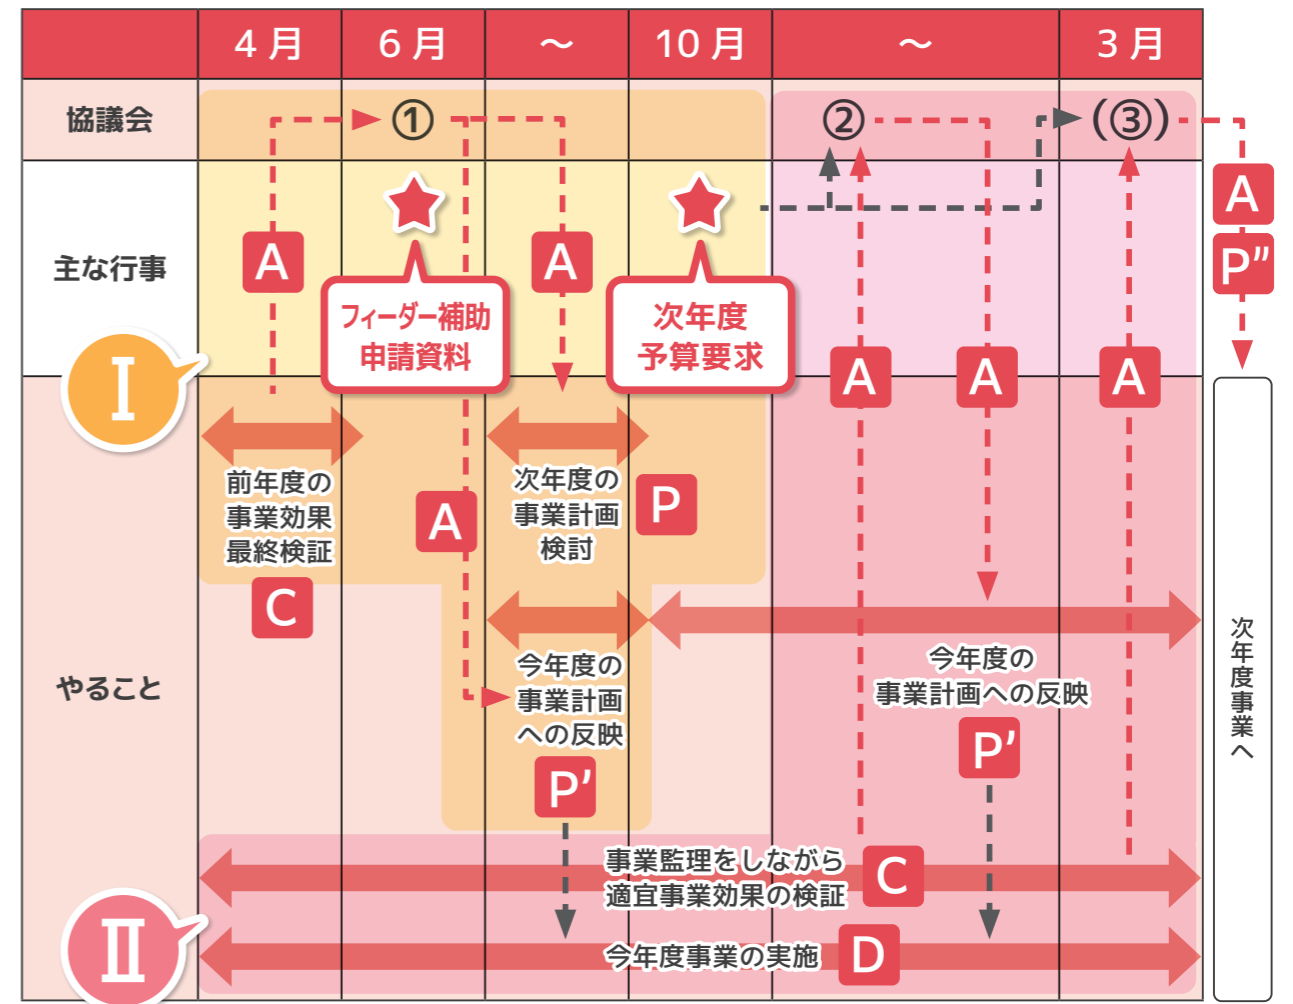 4月
6月
～
10月
～
3月
協議会
①
②
(③)
主な行事
A
A
A
P”
フィーダー補助
申請資料
次年度
予算要求
Ⅰ
A
A
A
前年度の
事業効果
最終検証
C
A
次年度の
事業計画
検討
P
やること
今年度の
事業計画
への反映
P’
今年度の
事業計画への反映
P’
次年度事業へ
事業監理をしながら
適宜事業効果の検証
C
Ⅱ
今年度事業の実施
D